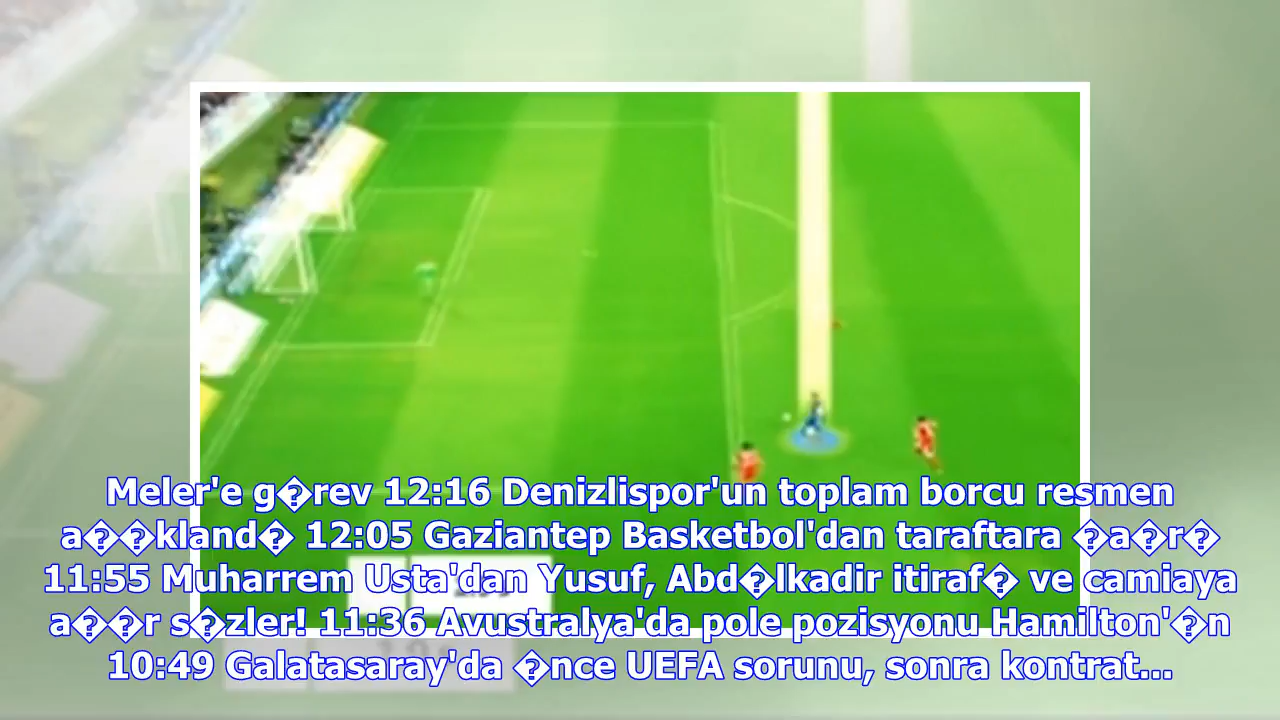 Meler'e g�rev 12:16 Denizlispor'un toplam borcu resmen
a��kland� 12:05 Gaziantep Basketbol'dan taraftara �a�r�
11:55 Muharrem Usta'dan Yusuf, Abd�lkadir itiraf� ve camiaya
a��r s�zler! 11:36 Avustralya'da pole pozisyonu Hamilton'�n
10:49 Galatasaray'da �nce UEFA sorunu, sonra kontrat...